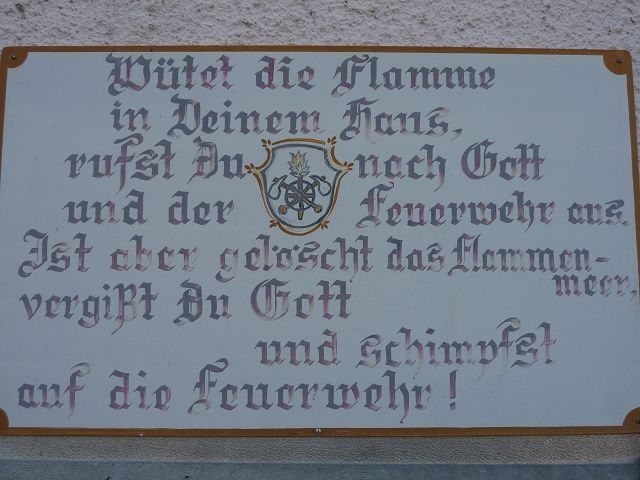 Wütet die Flamme
in Deinem Haus,
rufst Du nach Gott
und der Feuerwehr aus.
Ist aber gelöscht das Flammen-
meer,
vergißt Du Gott
und schimpfst
auf die Feuerwehr!